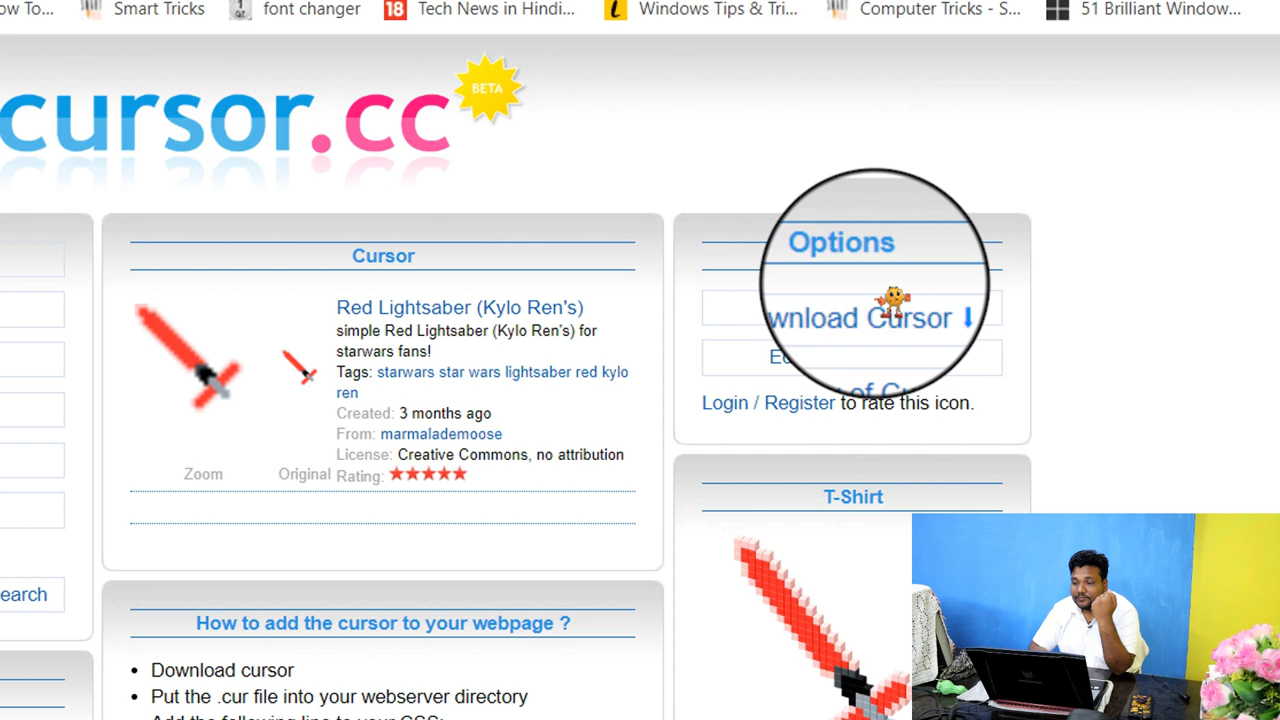 Smart Tricks
font changer
18 Tech News in Hindi...
Windows Tips & Tri...
Computer Tricks - S...
51 Brilliant Window...
cursor.cc
BETA
Cursor
Red Lightsaber (Kylo Ren's)
simple Red Lightsaber (Kylo Ren's) for
starwars fans!
Tags: starwars star wars lightsaber red kylo
ren
Created: 3 months ago
From: marmalademoose
License: Creative Commons, no attribution
Rating: ★★★★★
Zoom
Original
How to add the cursor to your webpage ?
• Download cursor
• Put the .cur file into your webserver directory
Options
Cursor
Login / Register to rate this icon.
T-Shirt